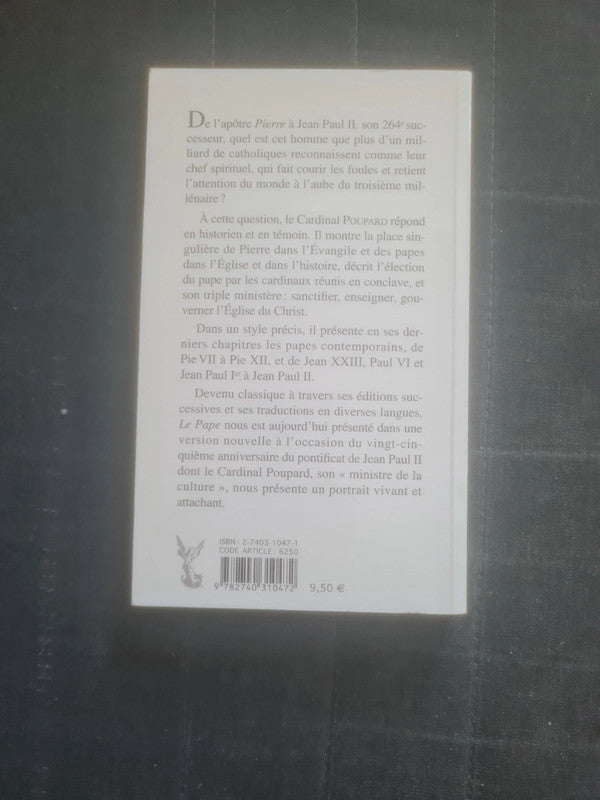 De l'apôtre Pierre à Jean Paul II, son 264e suc-
cesseur, quel est cet homme que plus d'un mil-
liard de catholiques reconnaissent comme leur
chef spirituel, qui fait courir les foules et retient
l'attention du monde à l'aube du troisième mil-
lénaire ?
À cette question, le Cardinal POUPARD répond
en historien et en témoin. Il montre la place sin-
gulière de Pierre dans l'Évangile et des papes
dans l'Église et dans l'histoire, décrit l'élection
du pape par les cardinaux réunis en conclave, et
son triple ministère : sanctifier, enseigner, gou-
verner l'Église du Christ.
Dans un style précis, il présente en ses der-
niers chapitres les papes contemporains, de
Pie VII à Pie XII, et de Jean XXIII, Paul VI et
Jean Paul Ier, à Jean Paul II.
Devenu classique à travers ses éditions suc-
cessives et ses traductions en diverses langues,
Le Pape nous est aujourd'hui présenté dans une
version nouvelle à l'occasion du vingt-cin-
quième anniversaire du pontificat de Jean Paul II
dont le Cardinal Poupard, son « ministre de la
culture », nous présente un portrait vivant et
attachant.
ISBN : 2-7403-1047-1
CODE ARTICLE : 6250
9 782740 310472
9,50 €